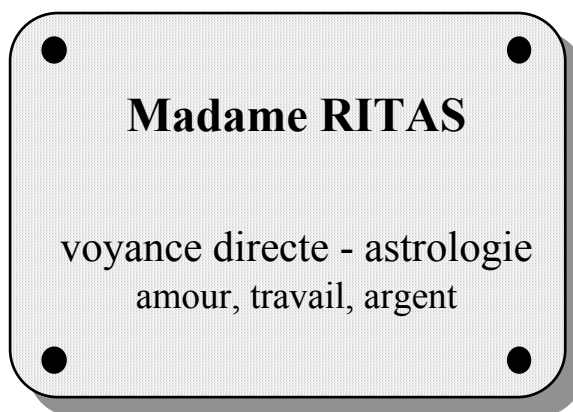 Madame RITAS
voyance directe - astrologie
amour, travail, argent